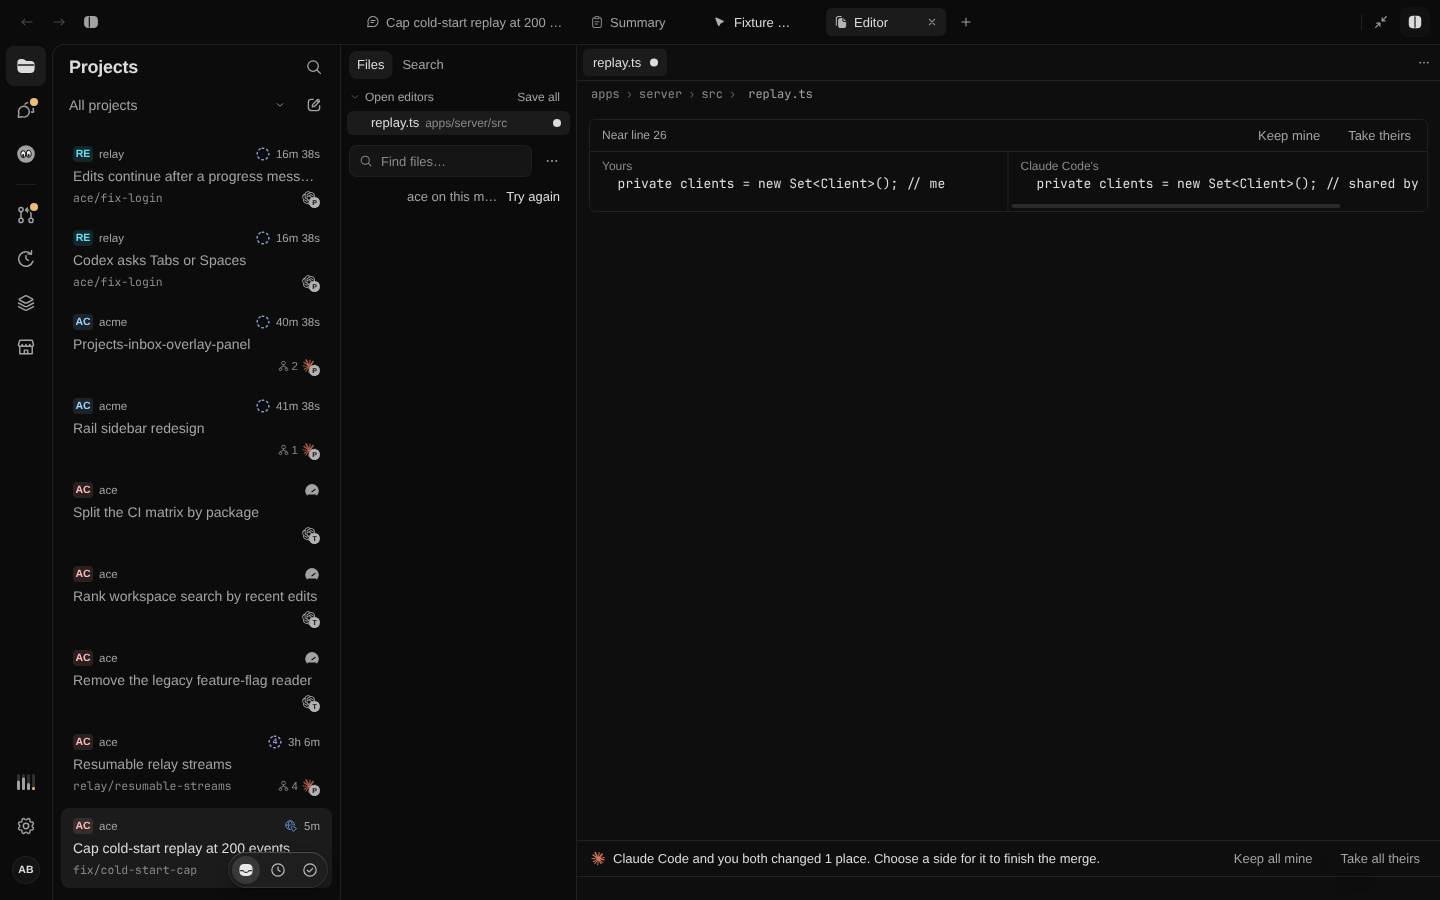 Cap cold-start replay at 200 …
Summary
Fixture …
Editor
Projects
All projects
RE relay 16m 38s
Edits continue after a progress mess…
ace/fix-login
P
RE relay 16m 38s
Codex asks Tabs or Spaces
ace/fix-login
P
AC acme 40m 38s
Projects-inbox-overlay-panel
2 P
AC acme 41m 38s
Rail sidebar redesign
1 P
AC ace
Split the CI matrix by package
T
AC ace
Rank workspace search by recent edits
T
AC ace
Remove the legacy feature-flag reader
T
AC ace 4 3h 6m
Resumable relay streams
relay/resumable-streams 4 P
AC ace 5m
Cap cold-start replay at 200 events
fix/cold-start-cap
AB
Files Search
Open editors Save all
replay.ts apps/server/src
Find files…
ace on this m… Try again
replay.ts
apps › server › src › replay.ts
Near line 26 Keep mine Take theirs
Yours
private clients = new Set<Client>(); // me
Claude Code's
private clients = new Set<Client>(); // shared by
Claude Code and you both changed 1 place. Choose a side for it to finish the merge. Keep all mine Take all theirs